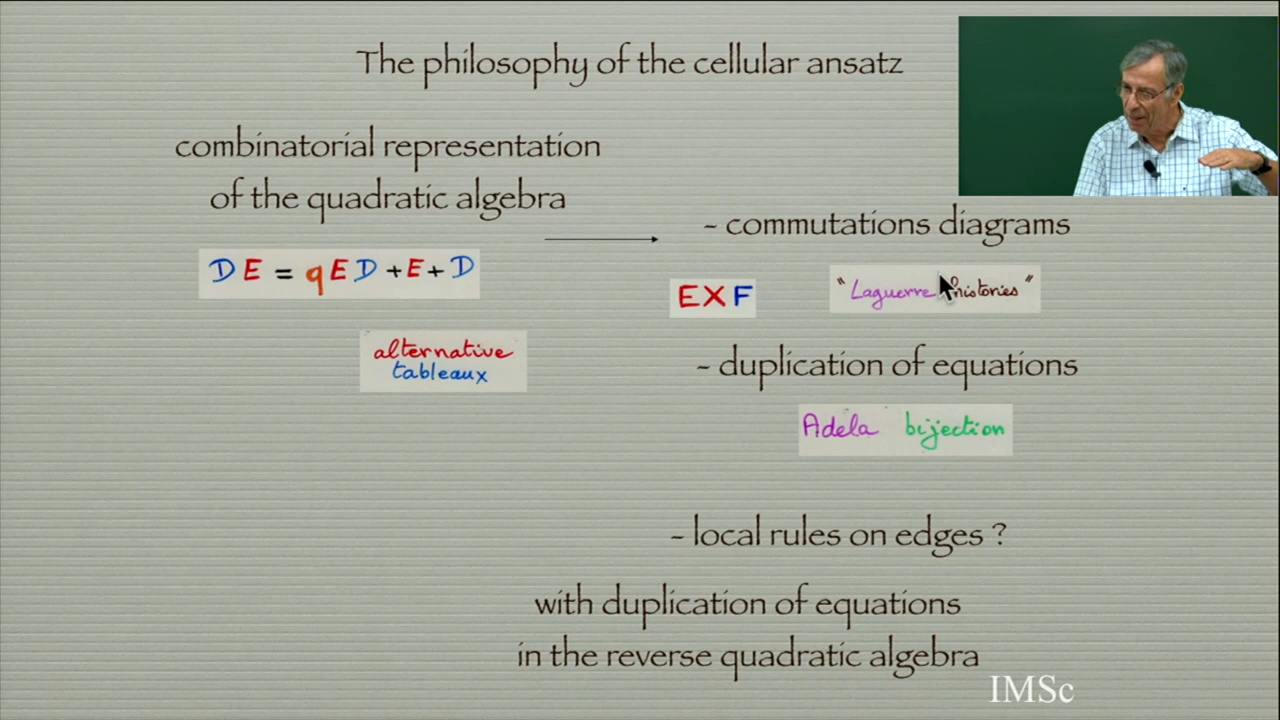 The philosophy of the cellular ansatz
combinatorial representation
of the quadratic algebra
DE = qED + E + D
alternative
tableaux
- commutations diagrams
EXF
"Laguerre histories"
- duplication of equations
Adela bijection
- local rules on edges ?
with duplication of equations
in the reverse quadratic algebra
IMSc